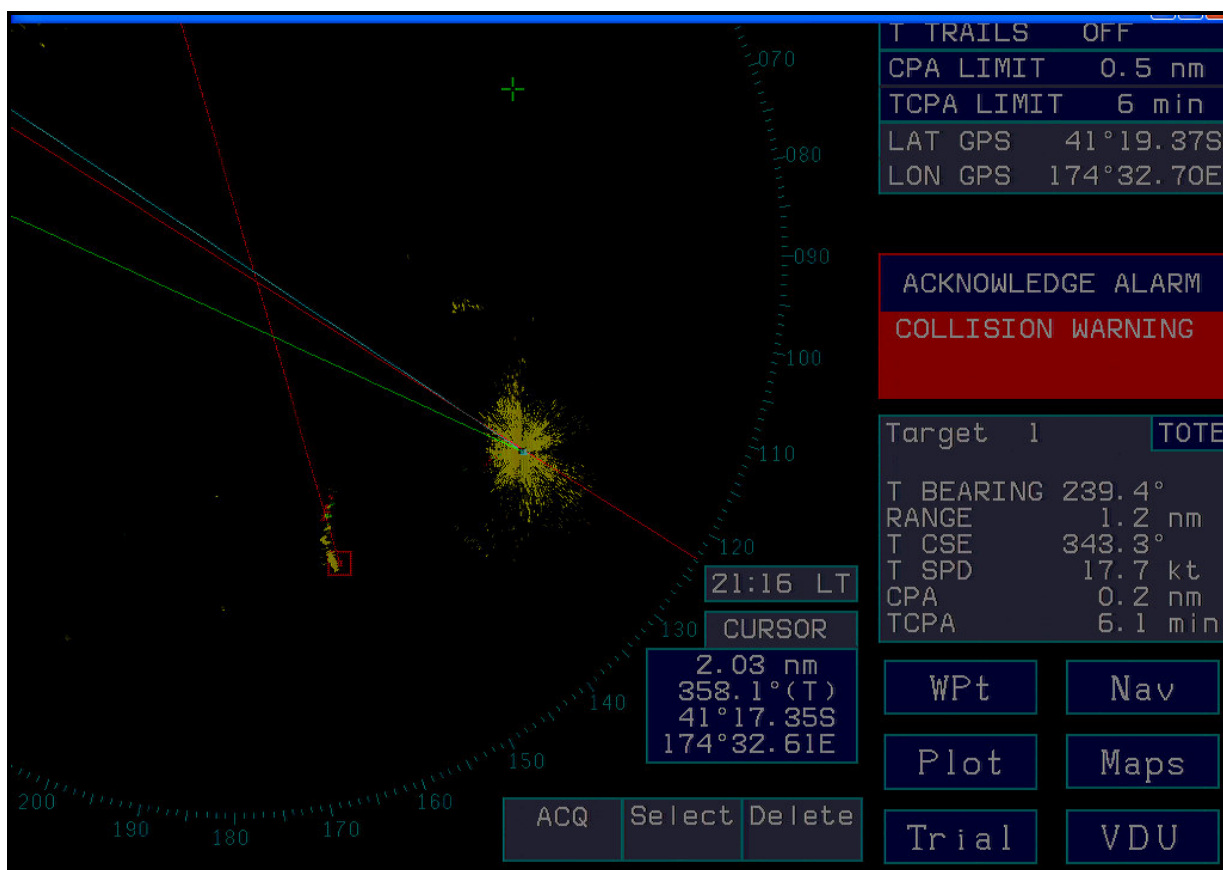 T TRAILS OFF
CPA LIMIT 0.5 nm
TCPA LIMIT 6 min
LAT GPS 41°19.37S
LON GPS 174°32.70E
ACKNOWLEDGE ALARM
COLLISION WARNING
Target 1 TOTE
T BEARING 239.4°
RANGE 1.2 nm
T CSE 343.3°
T SPD 17.7 kt
CPA 0.2 nm
TCPA 6.1 min
WPt Nav
Plot Maps
Trial VDU
070
080
090
100
110
120
130
140
150
160
170
180
190
200
21:16 LT
CURSOR
2.03 nm
358.1°(T)
41°17.35S
174°32.61E
ACQ Select Delete